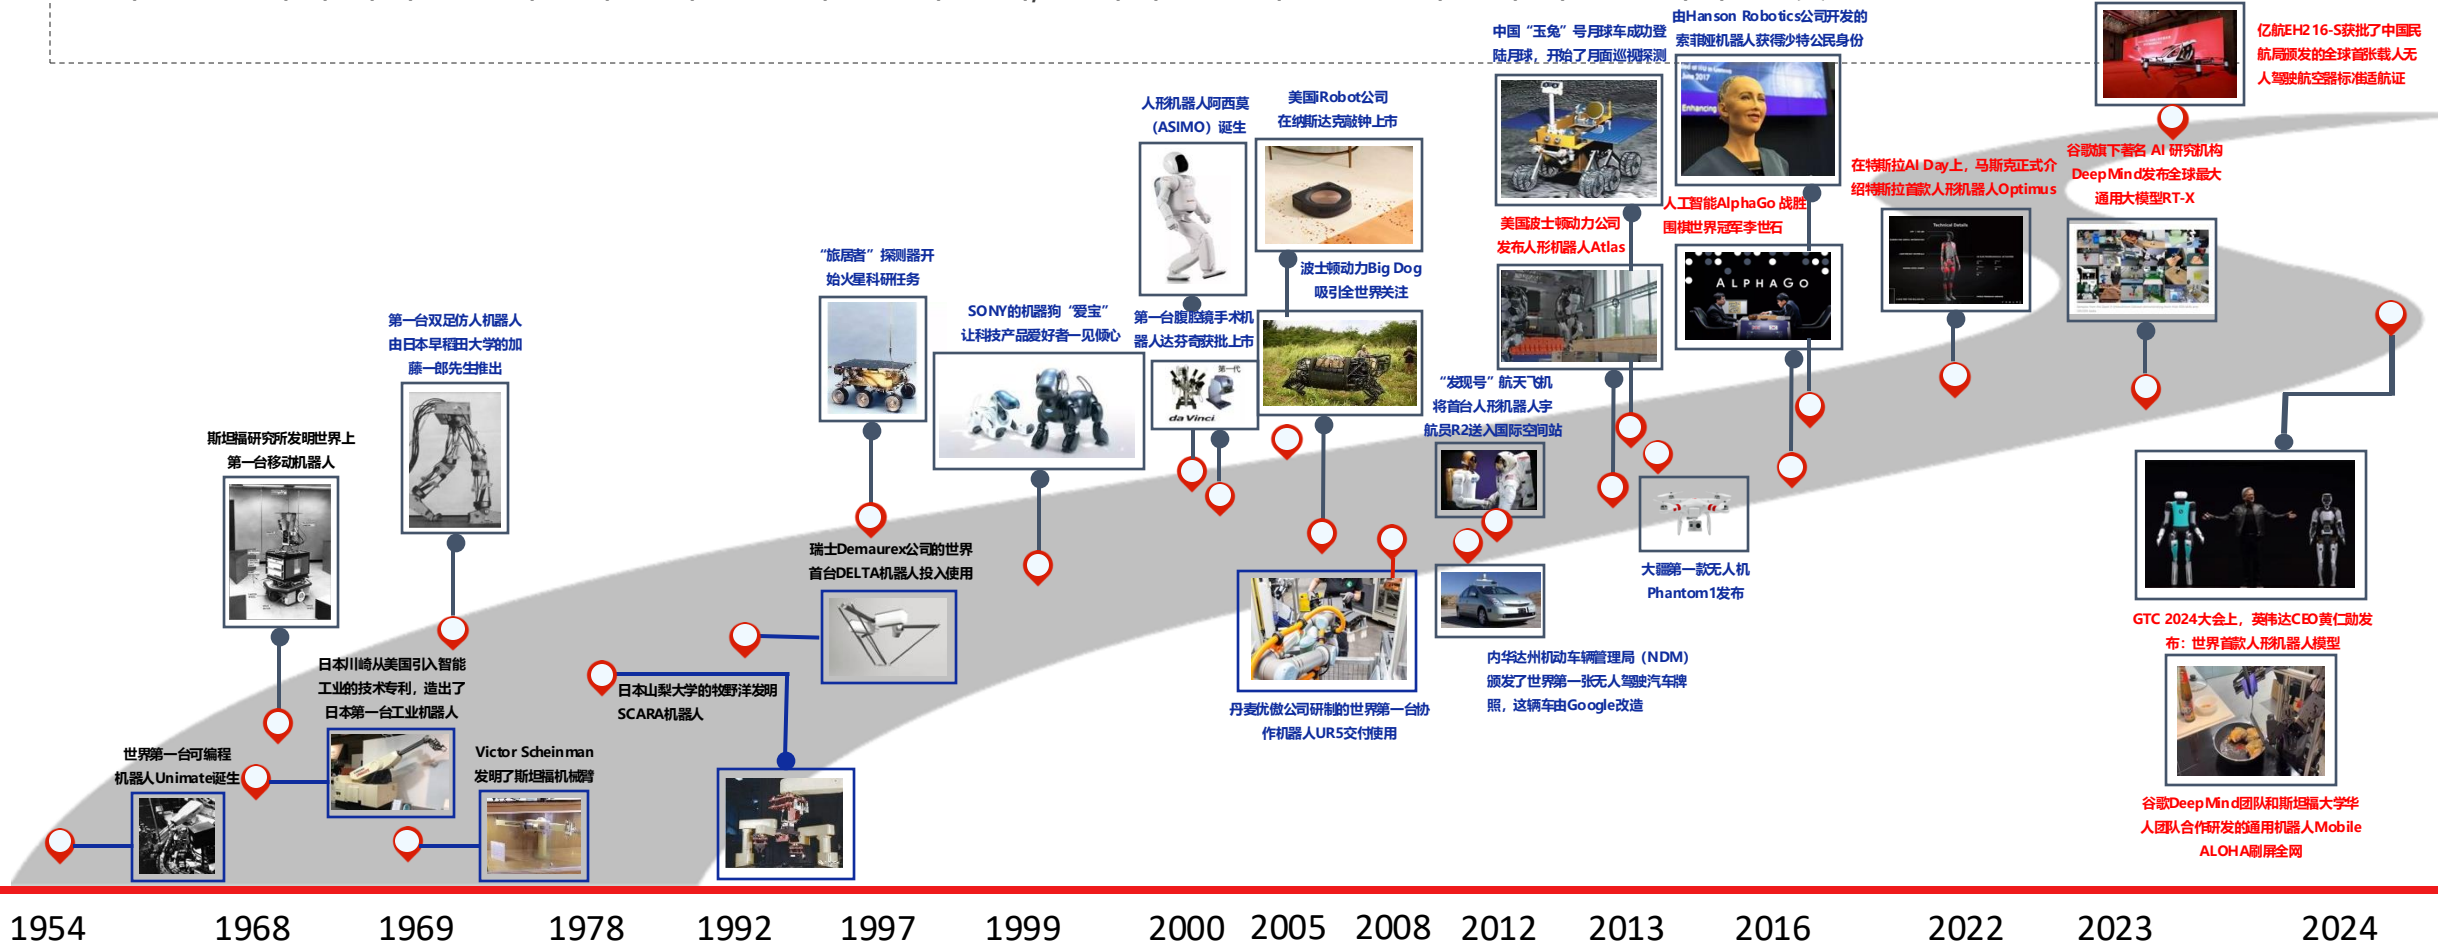 世界第一台可编程
机器人Unimate诞生
斯坦福研究所发明世界上
第一台移动机器人
日本川崎从美国引入智能
工业的技术专利，造出了
日本第一台工业机器人
第一台双足仿人机器人
由日本早稻田大学的加
藤一郎先生推出
Victor Scheinman
发明了斯坦福机械臂
日本山梨大学的牧野洋发明
SCARA机器人
瑞士Demaurex公司的世界
首台DELTA机器人投入使用
“旅居者”探测器开
始火星科研任务
SONY的机器狗“爱宝”
让科技产品爱好者一见倾心
人形机器人阿西莫
（ASIMO）诞生
第一台腹腔镜手术机
器人达芬奇获批上市
第一代
da Vinci
美国iRobot公司
在纳斯达克敲钟上市
波士顿动力Big Dog
吸引全世界关注
丹麦优傲公司研制的世界第一台协
作机器人UR5交付使用
“发现号”航天飞机
将首台人形机器人宇
航员R2送入国际空间站
内华达州机动车辆管理局（NDM）
颁发了世界第一张无人驾驶汽车牌
照，这辆车由Google改造
中国“玉兔”号月球车成功登
陆月球，开始了月面巡视探测
美国波士顿动力公司
发布人形机器人Atlas
大疆第一款无人机
Phantom1发布
由Hanson Robotics公司开发的
索菲娅机器人获得沙特公民身份
June 2017
Enhancing
人工智能AlphaGo 战胜
围棋世界冠军李世石
ALPHAGO
在特斯拉AI Day上，马斯克正式介
绍特斯拉首款人形机器人Optimus
Technical Details
亿航EH216-S获批了中国民
航局颁发的全球首张载人无
人驾驶航空器标准适航证
谷歌旗下著名 AI 研究机构
DeepMind发布全球最大
通用大模型RT-X
GTC 2024大会上，英伟达CEO黄仁勋发
布：世界首款人形机器人模型
谷歌DeepMind团队和斯坦福大学华
人团队合作研发的通用机器人Mobile
ALOHA刷屏全网
1954 1968 1969 1978 1992 1997 1999 2000 2005 2008 2012 2013 2016 2022 2023 2024